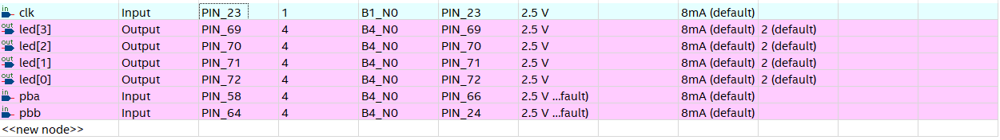 in clk Input PIN_23 1 B1_N0 PIN_23 2.5 V 8mA (default)
out led[3] Output PIN_69 4 B4_N0 PIN_69 2.5 V 8mA (default) 2 (default)
out led[2] Output PIN_70 4 B4_N0 PIN_70 2.5 V 8mA (default) 2 (default)
out led[1] Output PIN_71 4 B4_N0 PIN_71 2.5 V 8mA (default) 2 (default)
out led[0] Output PIN_72 4 B4_N0 PIN_72 2.5 V 8mA (default) 2 (default)
in pba Input PIN_58 4 B4_N0 PIN_66 2.5 V ...fault) 8mA (default)
in pbb Input PIN_64 4 B4_N0 PIN_24 2.5 V ...fault) 8mA (default)
<<new node>>